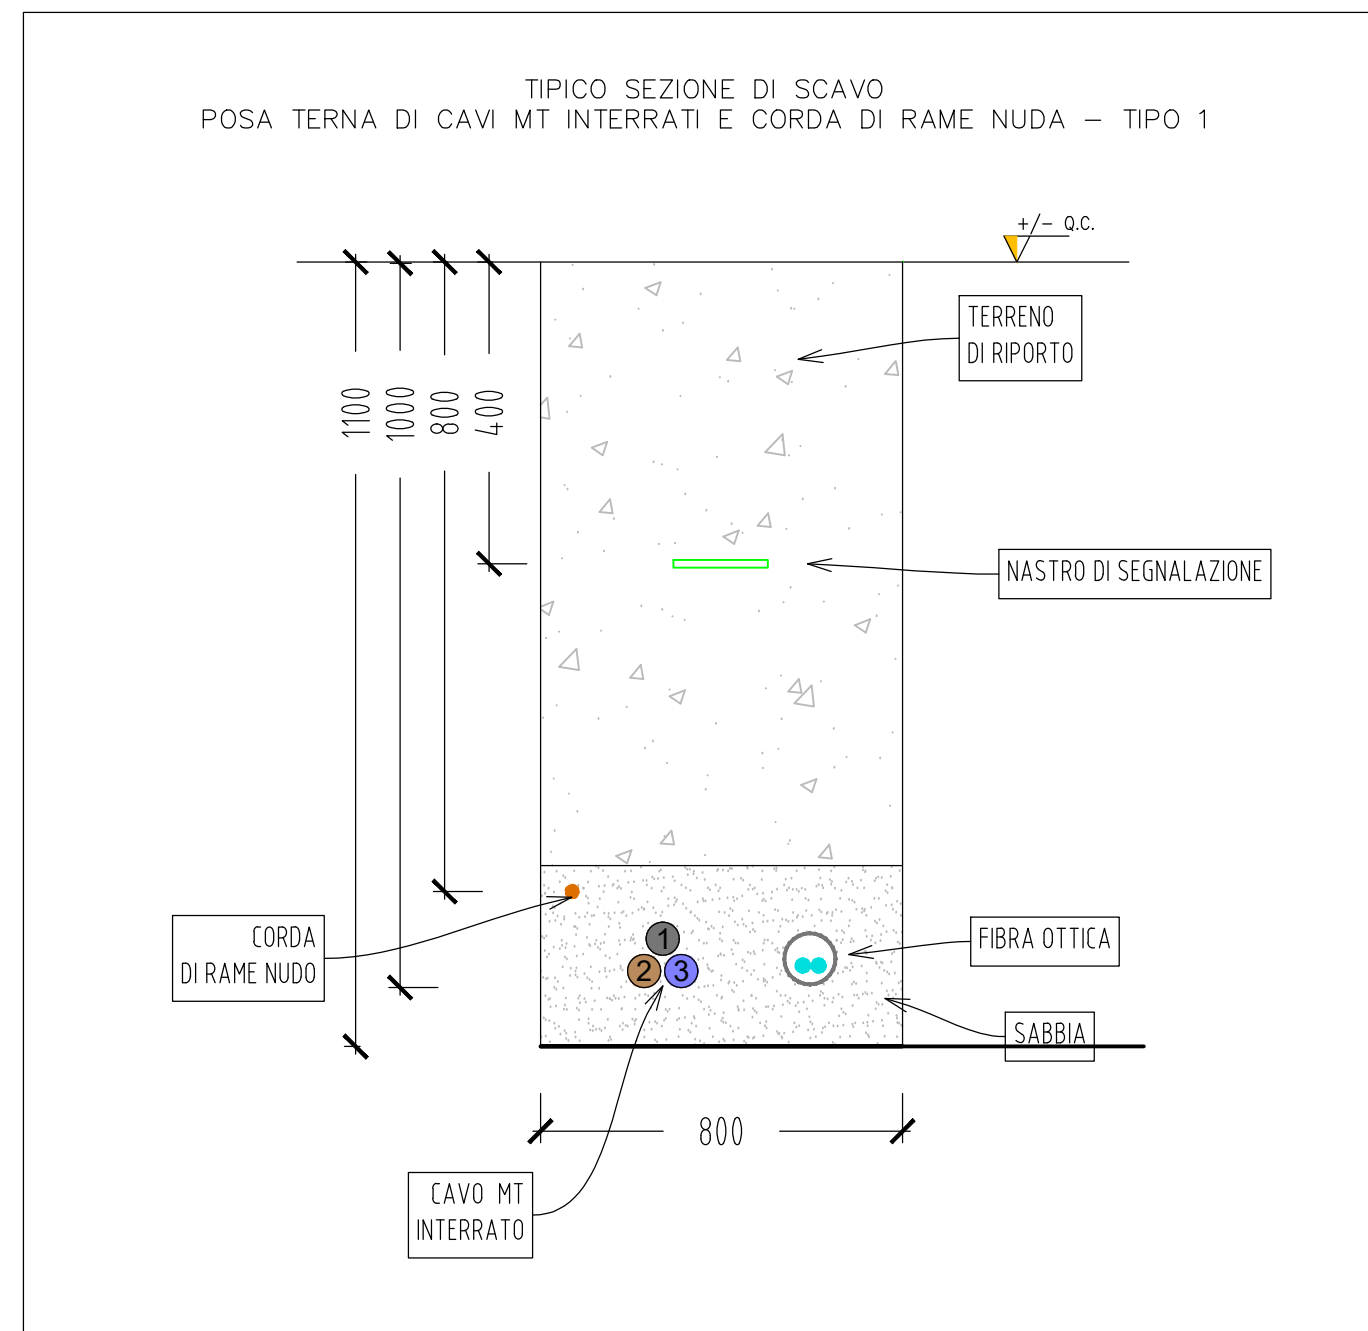 TIPICO SEZIONE DI SCAVO
POSA TERNA DI CAVI MT INTERRATI E CORDA DI RAME NUDA – TIPO 1
+/- Q.C.
TERRENO
DI RIPORTO
1100
1000
800
400
NASTRO DI SEGNALAZIONE
CORDA
DI RAME NUDO
1
2
3
FIBRA OTTICA
SABBIA
800
CAVO MT
INTERRATO